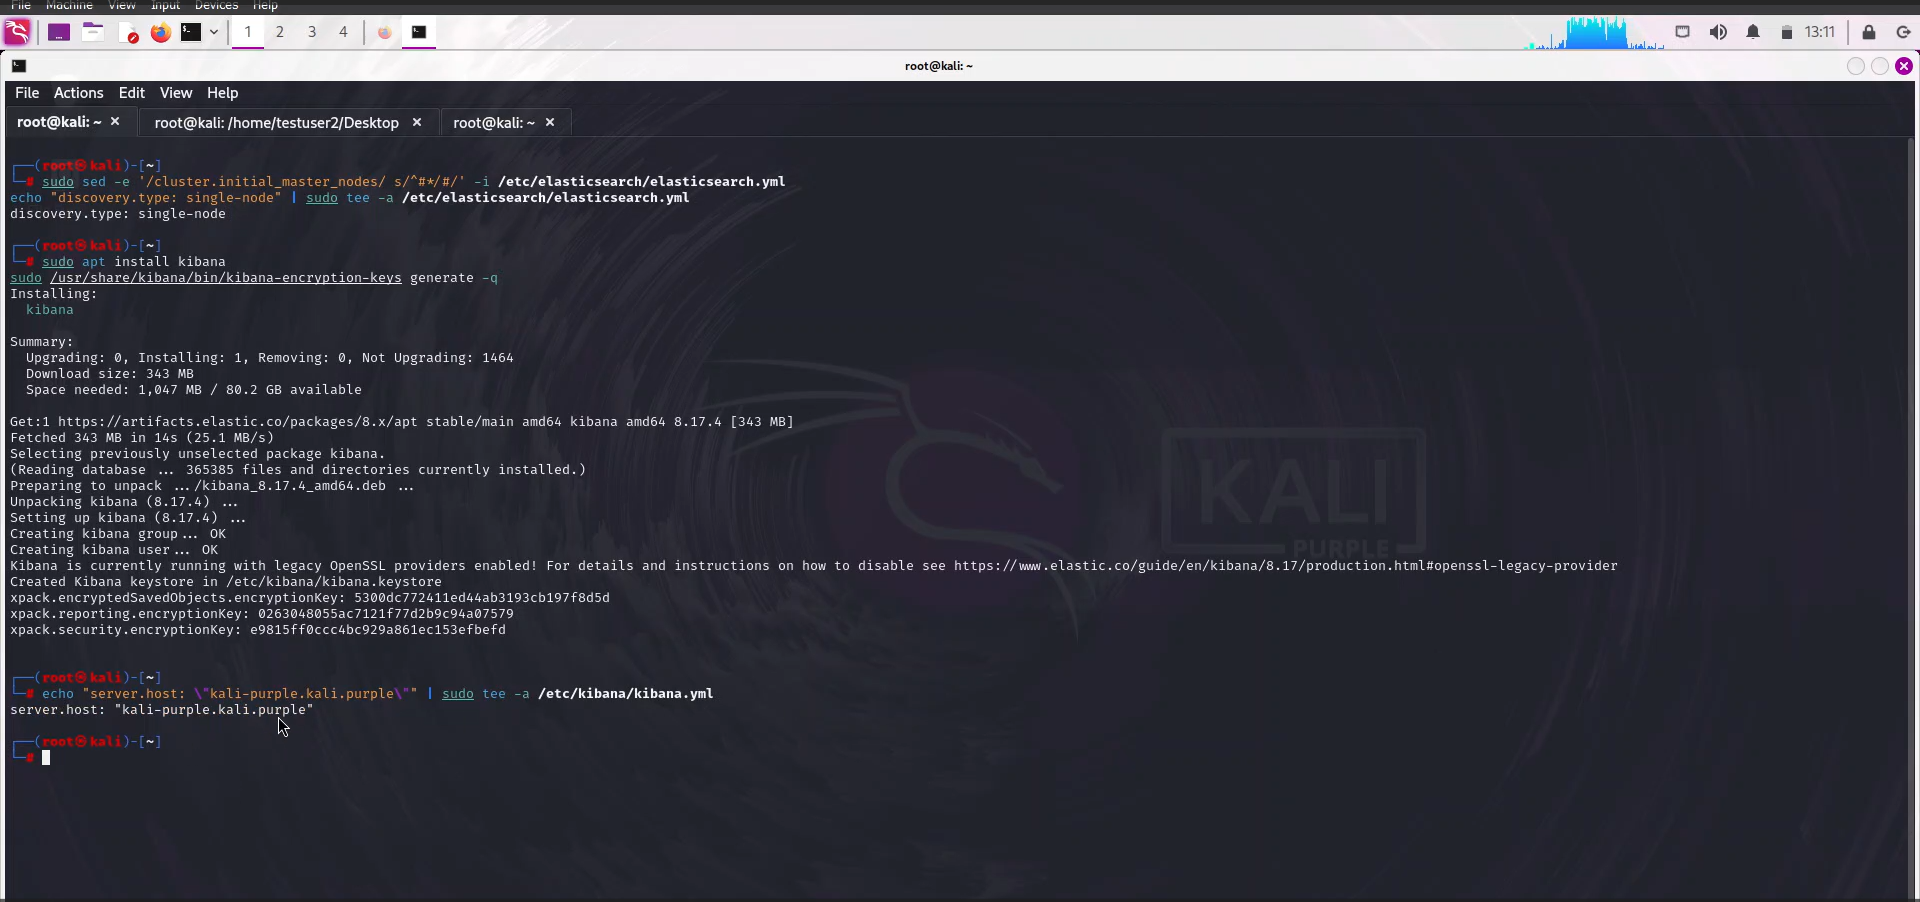 File Machine View Input Devices Help
1 2 3 4 13:11
root@kali: ~
File Actions Edit View Help
root@kali: ~ × root@kali: /home/testuser2/Desktop × root@kali: ~ ×
┌──(root㉿kali)-[~]
└─# sudo sed -e '/cluster.initial_master_nodes/ s/^#*/#/' -i /etc/elasticsearch/elasticsearch.yml
echo "discovery.type: single-node" | sudo tee -a /etc/elasticsearch/elasticsearch.yml
discovery.type: single-node
┌──(root㉿kali)-[~]
└─# sudo apt install kibana
sudo /usr/share/kibana/bin/kibana-encryption-keys generate -q
Installing:
kibana
Summary:
Upgrading: 0, Installing: 1, Removing: 0, Not Upgrading: 1464
Download size: 343 MB
Space needed: 1,047 MB / 80.2 GB available
Get:1 https://artifacts.elastic.co/packages/8.x/apt stable/main amd64 kibana amd64 8.17.4 [343 MB]
Fetched 343 MB in 14s (25.1 MB/s)
Selecting previously unselected package kibana.
(Reading database ... 365385 files and directories currently installed.)
Preparing to unpack .../kibana_8.17.4_amd64.deb ...
Unpacking kibana (8.17.4) ...
Setting up kibana (8.17.4) ...
Creating kibana group... OK
Creating kibana user... OK
Kibana is currently running with legacy OpenSSL providers enabled! For details and instructions on how to disable see https://www.elastic.co/guide/en/kibana/8.17/production.html#openssl-legacy-provider
Created Kibana keystore in /etc/kibana/kibana.keystore
xpack.encryptedSavedObjects.encryptionKey: 5300dc772411ed44ab3193cb197f8d5d
xpack.reporting.encryptionKey: 0263048055ac7121f77d2b9c94a07579
xpack.security.encryptionKey: e9815ff0ccc4bc929a861ec153efbefd
┌──(root㉿kali)-[~]
└─# echo "server.host: \"kali-purple.kali.purple\"" | sudo tee -a /etc/kibana/kibana.yml
server.host: "kali-purple.kali.purple"
┌──(root㉿kali)-[~]
└─#
KALI
PURPLE